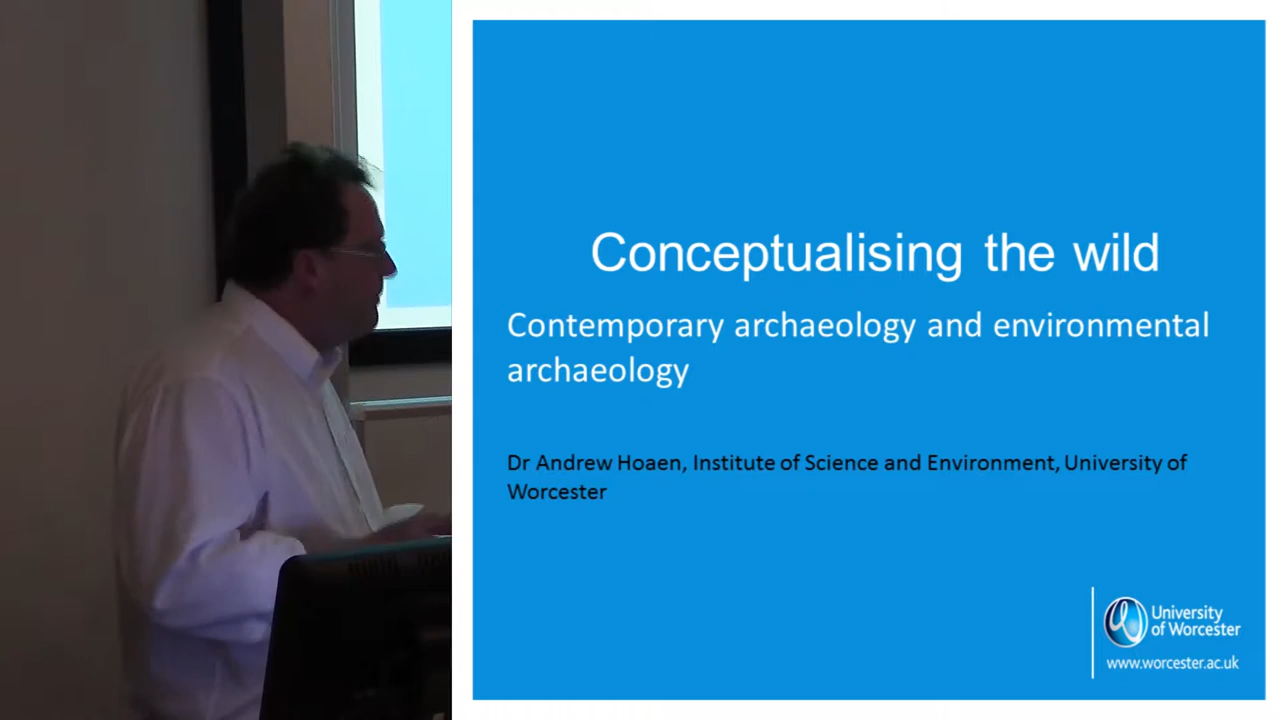 Conceptualising the wild
Contemporary archaeology and environmental
archaeology
Dr Andrew Hoaen, Institute of Science and Environment, University of
Worcester
University
of Worcester
www.worcester.ac.uk